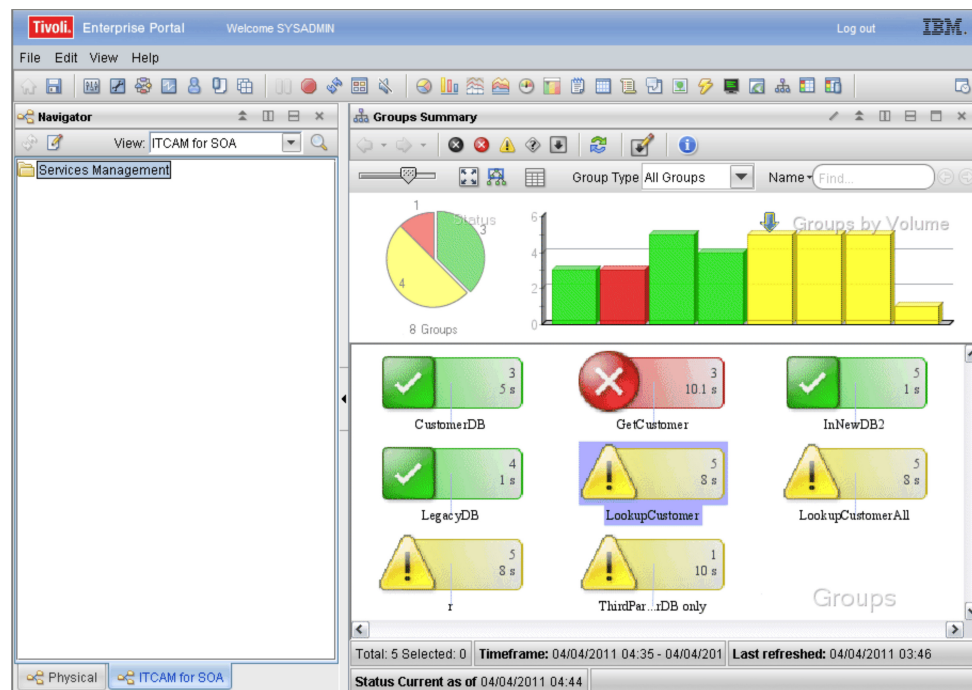 Tivoli. Enterprise Portal Welcome SYSADMIN Log out IBM.
File Edit View Help
Navigator
View: ITCAM for SOA
Services Management
Physical ITCAM for SOA
Groups Summary
Group Type All Groups Name Find...
Status
1
3
4
8 Groups
Groups by Volume
6
4
2
0
3
5 s
CustomerDB
3
10.1 s
GetCustomer
5
1 s
InNewDB2
4
1 s
LegacyDB
5
8 s
LookupCustomer
5
8 s
LookupCustomerAll
5
8 s
r
1
10 s
ThirdPar...rDB only
Groups
Total: 5 Selected: 0 Timeframe: 04/04/2011 04:35 - 04/04/201 Last refreshed: 04/04/2011 03:46
Status Current as of 04/04/2011 04:44